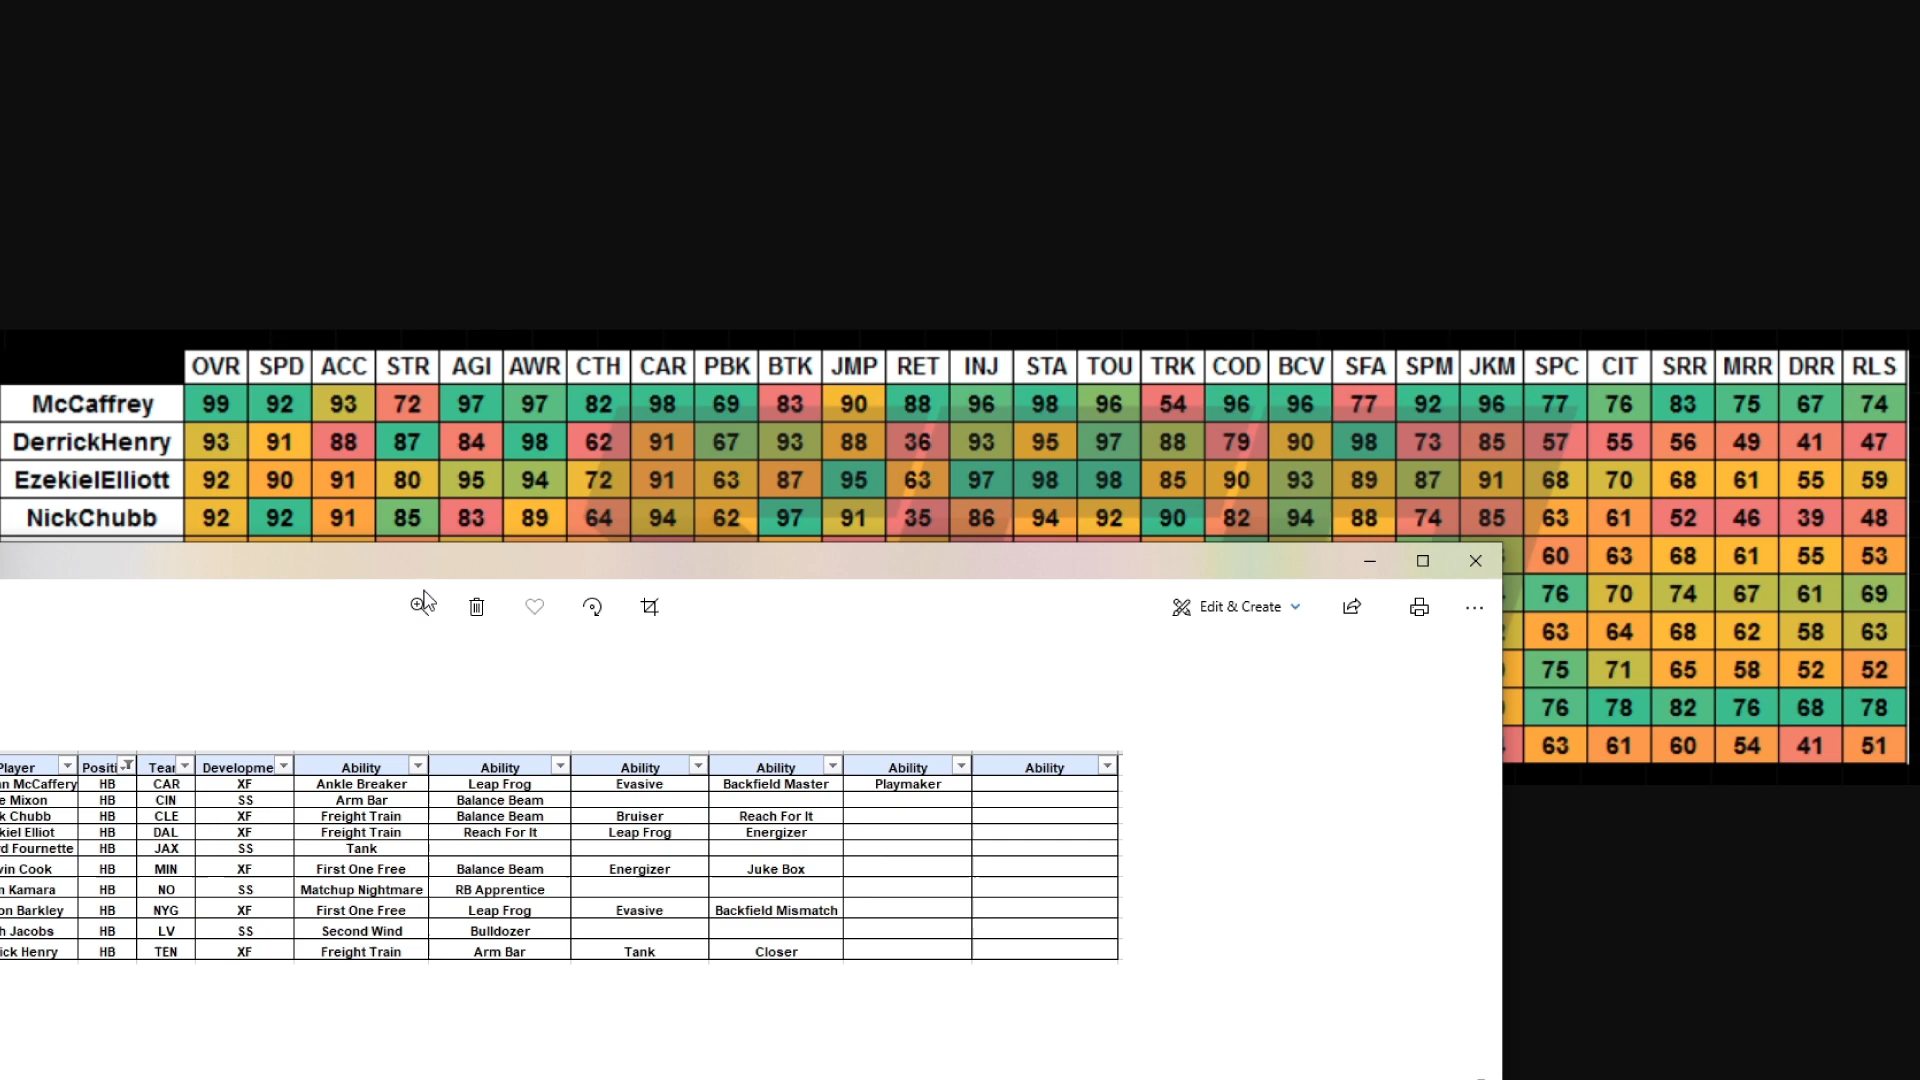 OVR SPD ACC STR AGI AWR CTH CAR PBK BTK JMP RET INJ STA TOU TRK COD BCV SFA SPM JKM SPC CIT SRR MRR DRR RLS
McCaffrey 99 92 93 72 97 97 82 98 69 83 90 88 96 98 96 54 96 96 77 92 96 77 76 83 75 67 74
DerrickHenry 93 91 88 87 84 98 62 91 67 93 88 36 93 95 97 88 79 90 98 73 85 57 55 56 49 41 47
EzekielElliott 92 90 91 80 95 94 72 91 63 87 95 63 97 98 98 85 90 93 89 87 91 68 70 68 61 55 59
NickChubb 92 92 91 85 83 89 64 94 62 97 91 35 86 94 92 90 82 94 88 74 85 63 61 52 46 39 48
60 63 68 61 55 53
76 70 74 67 61 69
63 64 68 62 58 63
75 71 65 58 52 52
76 78 82 76 68 78
63 61 60 54 41 51
Edit & Create
Player Positi Tear Developme Ability Ability Ability Ability Ability Ability
n McCaffery HB CAR XF Ankle Breaker Leap Frog Evasive Backfield Master Playmaker
e Mixon HB CIN SS Arm Bar Balance Beam
k Chubb HB CLE XF Freight Train Balance Beam Bruiser Reach For It
kiel Elliot HB DAL XF Freight Train Reach For It Leap Frog Energizer
d Fournette HB JAX SS Tank
vin Cook HB MIN XF First One Free Balance Beam Energizer Juke Box
n Kamara HB NO SS Matchup Nightmare RB Apprentice
on Barkley HB NYG XF First One Free Leap Frog Evasive Backfield Mismatch
h Jacobs HB LV SS Second Wind Bulldozer
ick Henry HB TEN XF Freight Train Arm Bar Tank Closer